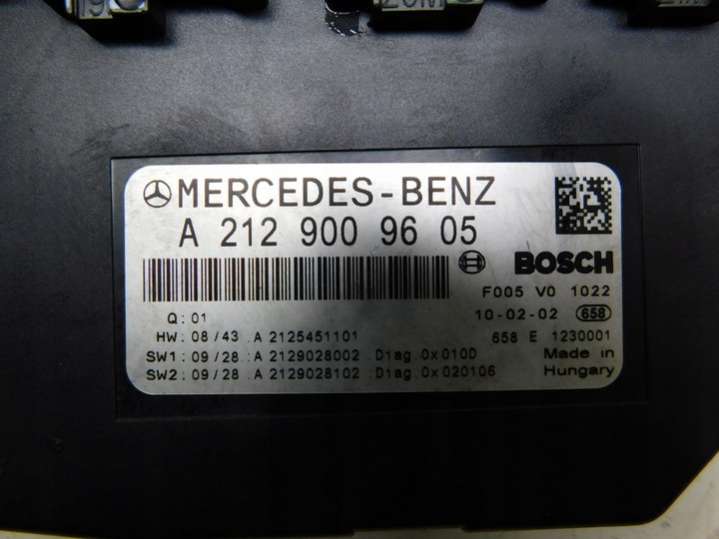 MERCEDES-BENZ
A 212 900 96 05
BOSCH
F005 V0 1022
Q: 01
10-02-02 658
HW: 08/43 .A 2125451101
658 E 1230001
SW1: 09/28 .A 2129028002 .Diag.0x010D
Made in
SW2: 09/28 .A 2129028102 .Diag.0x020106
Hungary